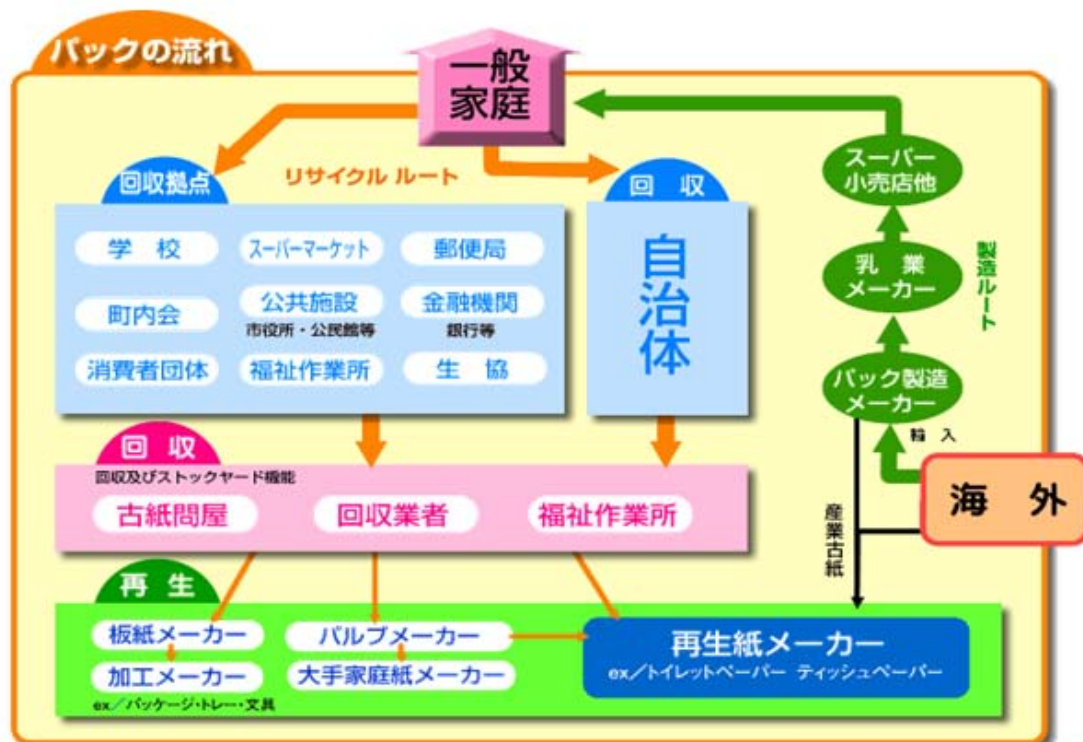 パックの流れ
一般
家庭
リサイクル ルート
回収拠点
学 校
スーパーマーケット
郵便局
町内会
公共施設
市役所・公民館等
金融機関
銀行等
消費者団体
福祉作業所
生 協
回 収
自治体
スーパー
小売店他
乳 業
メーカー
パック製造
メーカー
製造ルート
輸 入
海 外
産業古紙
回 収
回収及びストックヤード機能
古紙問屋
回収業者
福祉作業所
再 生
板紙メーカー
加工メーカー
ex/パッケージ・トレー・文具
パルプメーカー
大手家庭紙メーカー
再生紙メーカー
ex/トイレットペーパー ティッシュペーパー